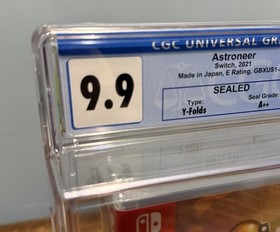 CGC UNIVERSAL GRA
9.9
Astroneer
Switch, 2021
Made in Japan, E Rating, GBXUS1-
SEALED
Type:
Seal Grade:
Y-Folds
A++